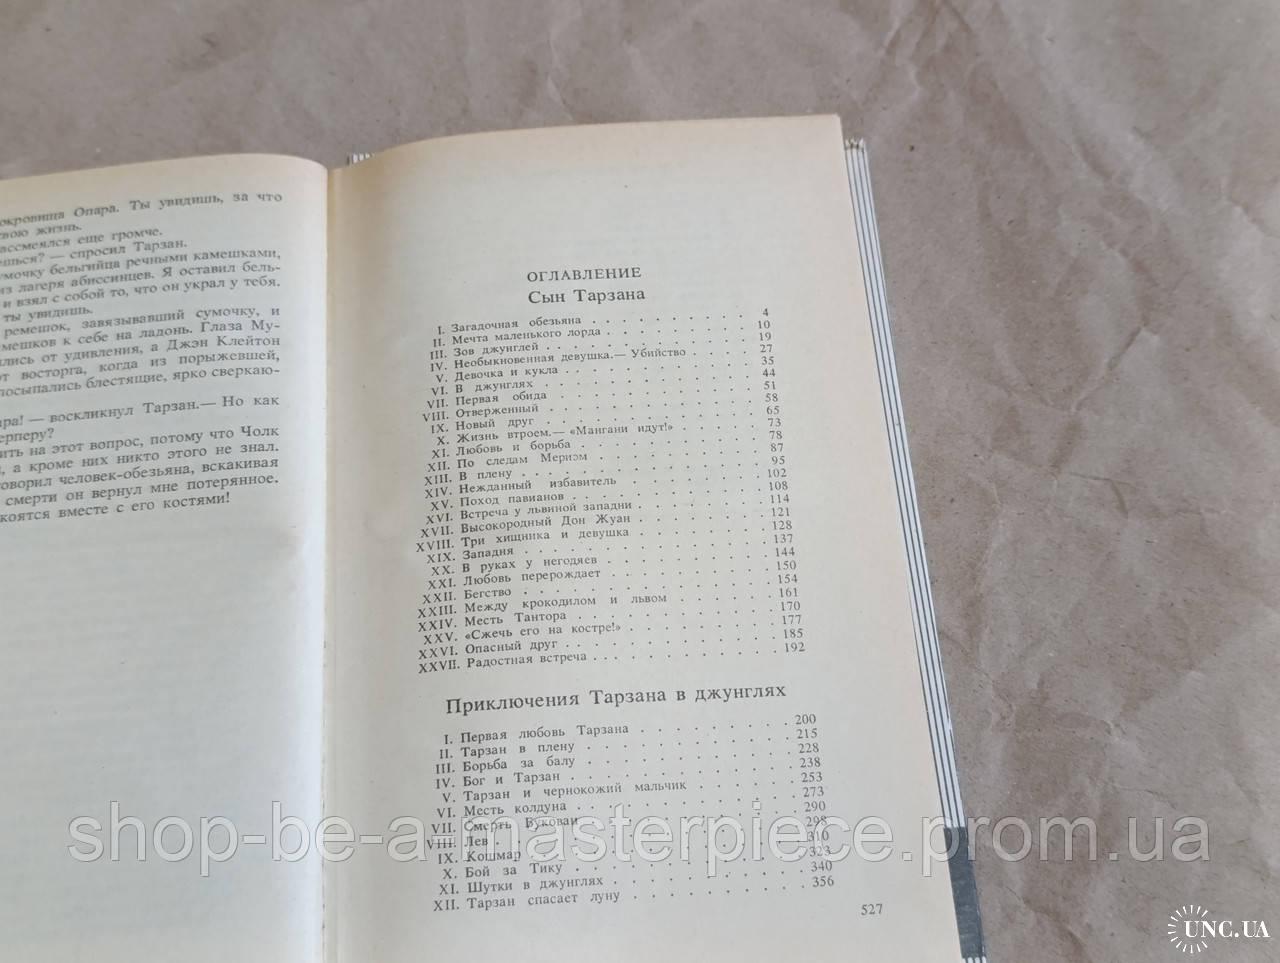 окровища Опара. Ты увидишь, за что
вою жизнь.
ассмеялся еще громче.
ешься? — спросил Тарзан.
умочку бельгийца речными камешками,
из лагеря абиссинцев. Я оставил бель-
и взял с собой то, что он украл у тебя.
ты увидишь.
ремешок, завязывавший сумочку, и
мешков к себе на ладонь. Глаза Му-
лись от удивления, а Джэн Клейтон
от восторга, когда из порыжевшей,
посыпались блестящие, ярко сверкаю-
ара! — воскликнул Тарзан.— Но как
ерперу?
ить на этот вопрос, потому что Чолк
и, а кроме них никто этого не знал.
говорил человек-обезьяна, вскакивая
смерти он вернул мне потерянное.
коятся вместе с его костями!
ОГЛАВЛЕНИЕ
Сын Тарзана
I. Загадочная обезьяна . . . . . . . . . . 4
II. Мечта маленького лорда . . . . . . . . 10
III. Зов джунглей . . . . . . . . . . . 19
IV. Необыкновенная девушка.— Убийство . . . . 27
V. Девочка и кукла . . . . . . . . . . 35
VI. В джунглях . . . . . . . . . . . 44
VII. Первая обида . . . . . . . . . . . 51
VIII. Отверженный . . . . . . . . . . . 58
IX. Новый друг . . . . . . . . . . . 65
X. Жизнь втроем.— «Мангани идут!» . . . . . 73
XI. Любовь и борьба . . . . . . . . . . 78
XII. По следам Мериэм . . . . . . . . . . 87
XIII. В плену . . . . . . . . . . . . 95
XIV. Нежданный избавитель . . . . . . . . 102
XV. Поход павианов . . . . . . . . . . 108
XVI. Встреча у львиной западни . . . . . . . 114
XVII. Высокородный Дон Жуан . . . . . . . 121
XVIII. Три хищника и девушка . . . . . . . 128
XIX. Западня . . . . . . . . . . . . 137
XX. В руках у негодяев . . . . . . . . . 144
XXI. Любовь перерождает . . . . . . . . . 150
XXII. Бегство . . . . . . . . . . . . 154
XXIII. Между крокодилом и львом . . . . . . 161
XXIV. Месть Тантора . . . . . . . . . . 170
XXV. «Сжечь его на костре!» . . . . . . . . 177
XXVI. Опасный друг . . . . . . . . . . 185
XXVII. Радостная встреча . . . . . . . . . 192
Приключения Тарзана в джунглях
I. Первая любовь Тарзана . . . . . . . . 200
II. Тарзан в плену . . . . . . . . . . 215
III. Борьба за балу . . . . . . . . . . 228
IV. Бог и Тарзан . . . . . . . . . . . 238
V. Тарзан и чернокожий мальчик . . . . . . 253
VI. Месть колдуна . . . . . . . . . . 273
VII. Смерть Буковаи . . . . . . . . . . 290
VIII. Лев . . . . . . . . . . . . . 298
IX. Кошмар . . . . . . . . . . . . 310
X. Бой за Тику . . . . . . . . . . . 323
XI. Шутки в джунглях . . . . . . . . . 340
XII. Тарзан спасает луну . . . . . . . . . 356
527
shop-be-a-masterpiece.prom.ua
UNC.UA